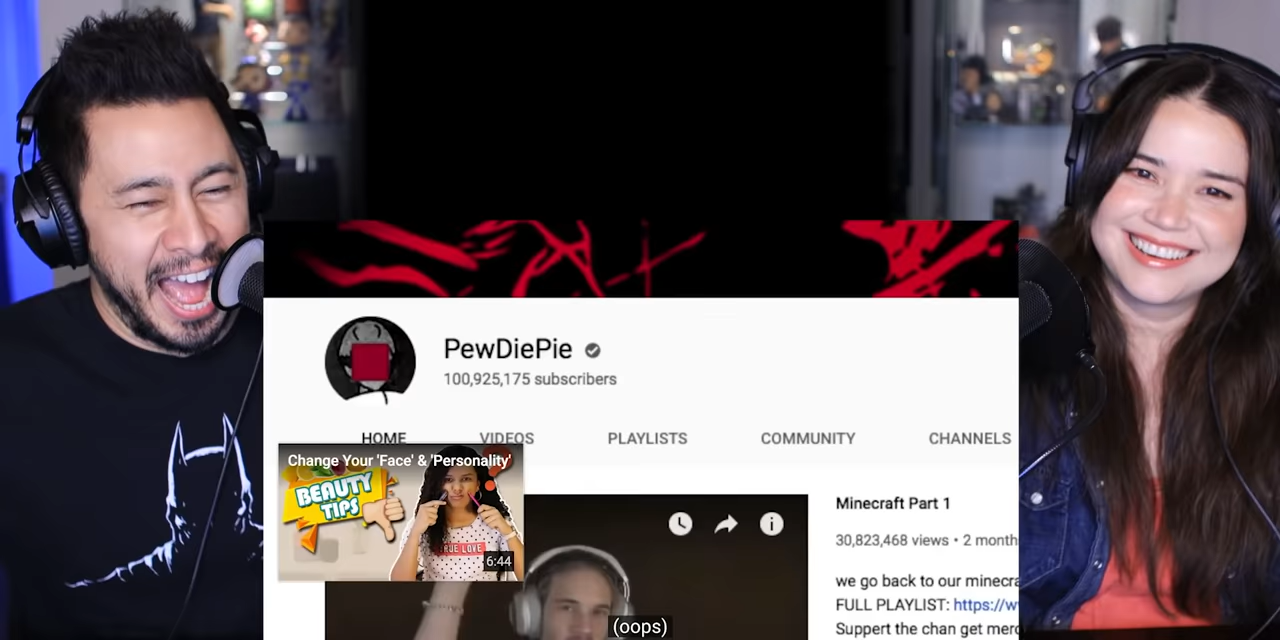 PewDiePie
100,925,175 subscribers
HOME VIDEOS PLAYLISTS COMMUNITY CHANNELS
Change Your 'Face' & 'Personality'
BEAUTY
TIPS
TRUE LOVE
6:44
Minecraft Part 1
30,823,468 views • 2 month
we go back to our minecra
FULL PLAYLIST: https://w
Support the chan get merc
(oops)